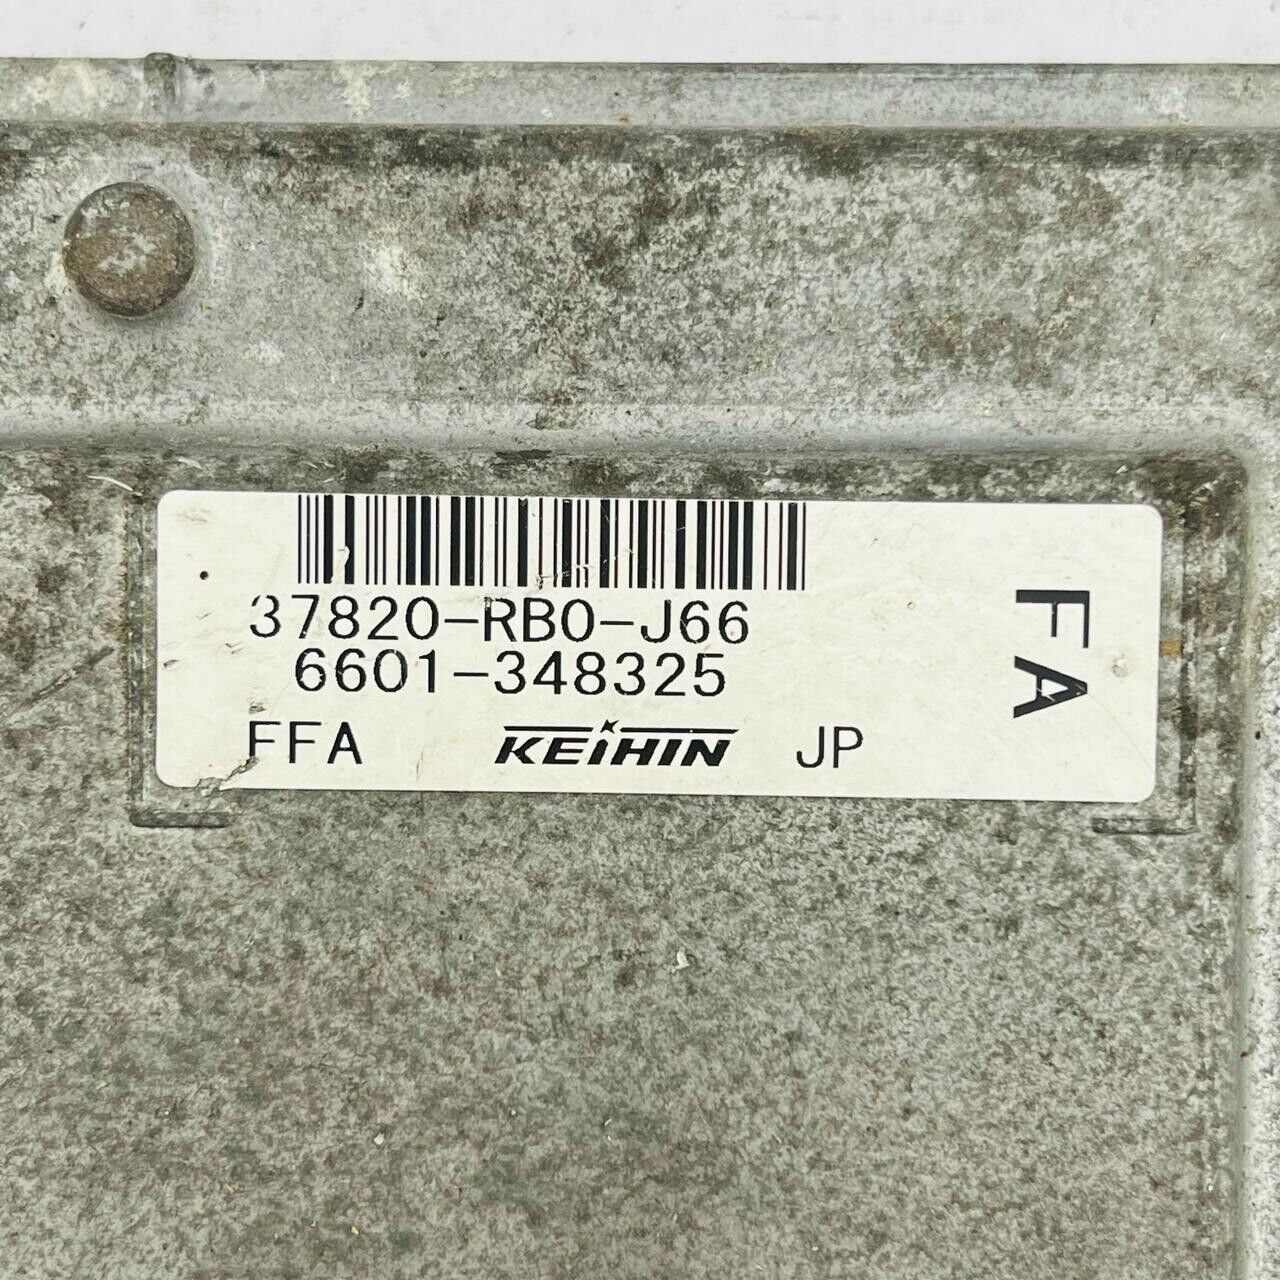 37820-RB0-J66
6601-348325
FFA KEIHIN JP
FA